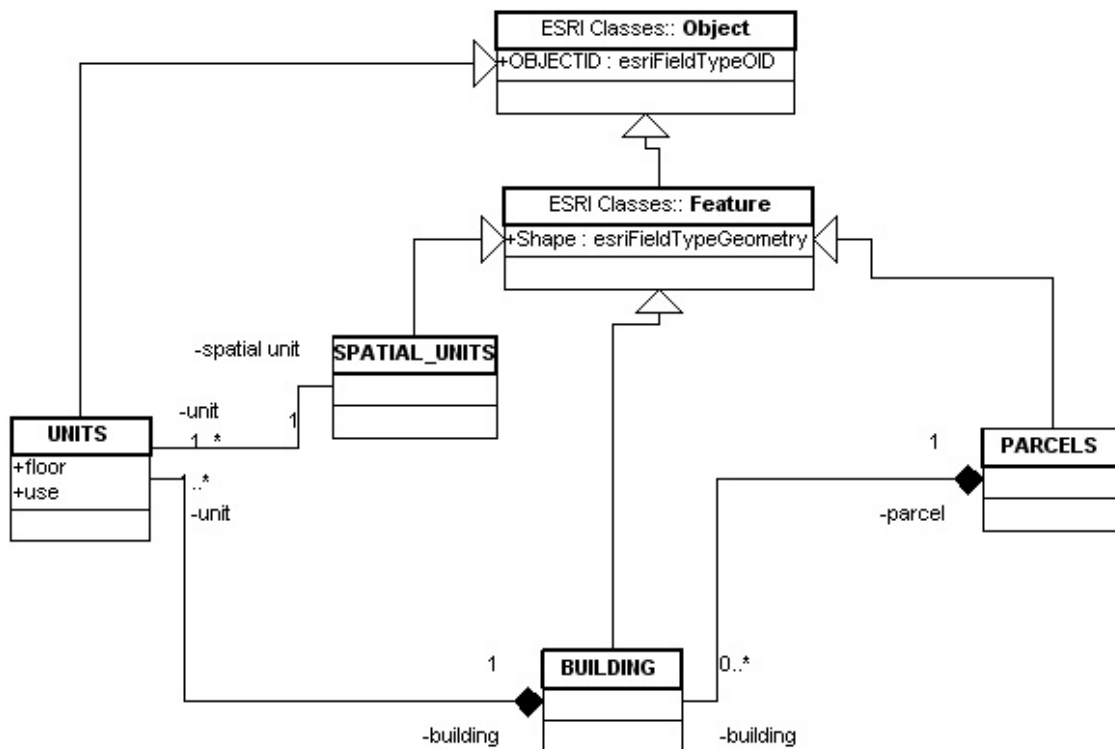 ESRI Classes:: Object
+OBJECTID : esriFieldTypeOID
ESRI Classes:: Feature
+Shape : esriFieldTypeGeometry
-spatial unit
SPATIAL_UNITS
-unit
1
1..*
UNITS
+floor
+use
1..*
-unit
1
PARCELS
-parcel
1
BUILDING
0..*
-building
-building